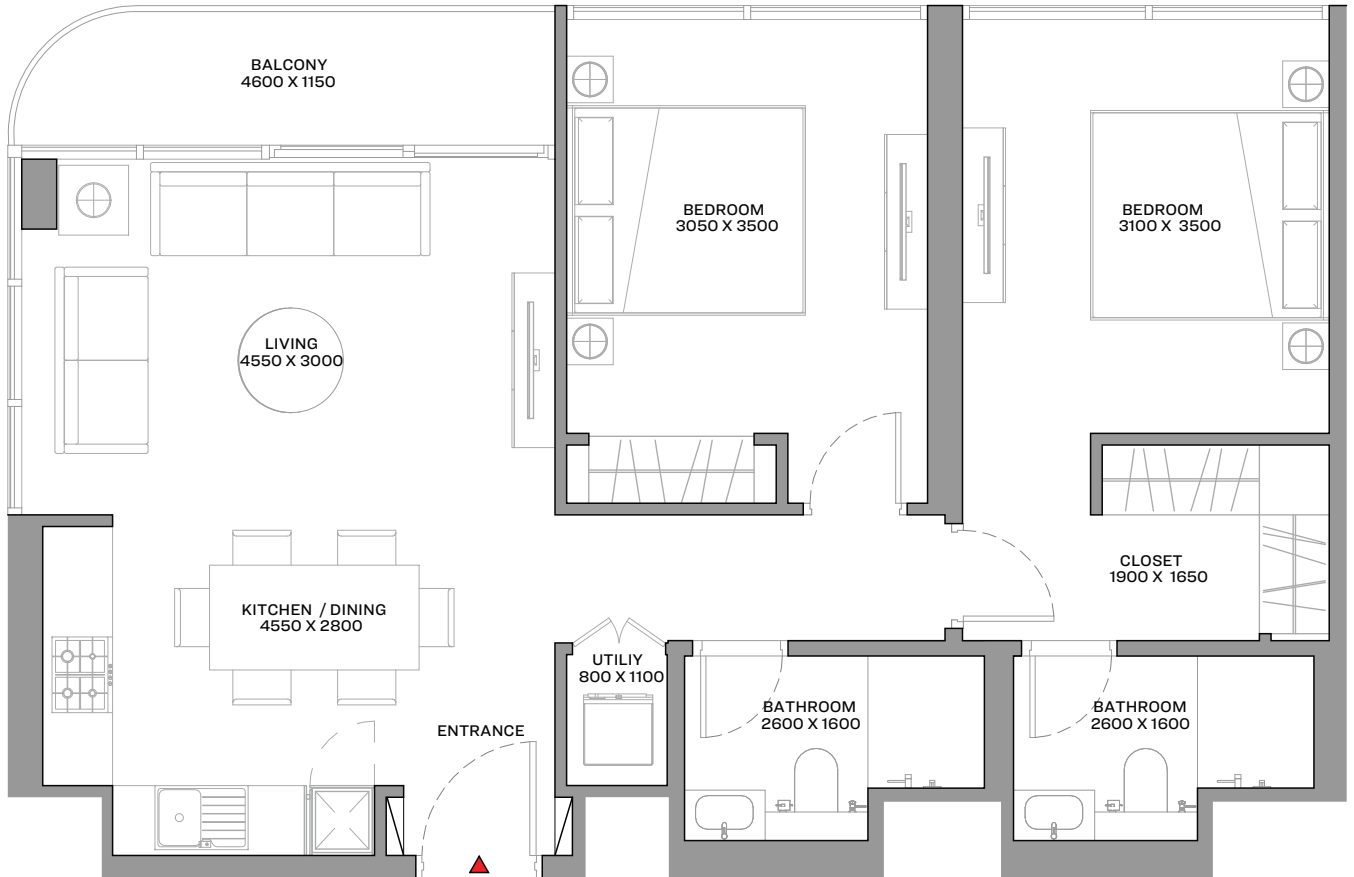 BALCONY
4600 X 1150
BEDROOM
3050 X 3500
BEDROOM
3100 X 3500
LIVING
4550 X 3000
CLOSET
1900 X 1650
KITCHEN / DINING
4550 X 2800
UTILIY
800 X 1100
BATHROOM
2600 X 1600
BATHROOM
2600 X 1600
ENTRANCE